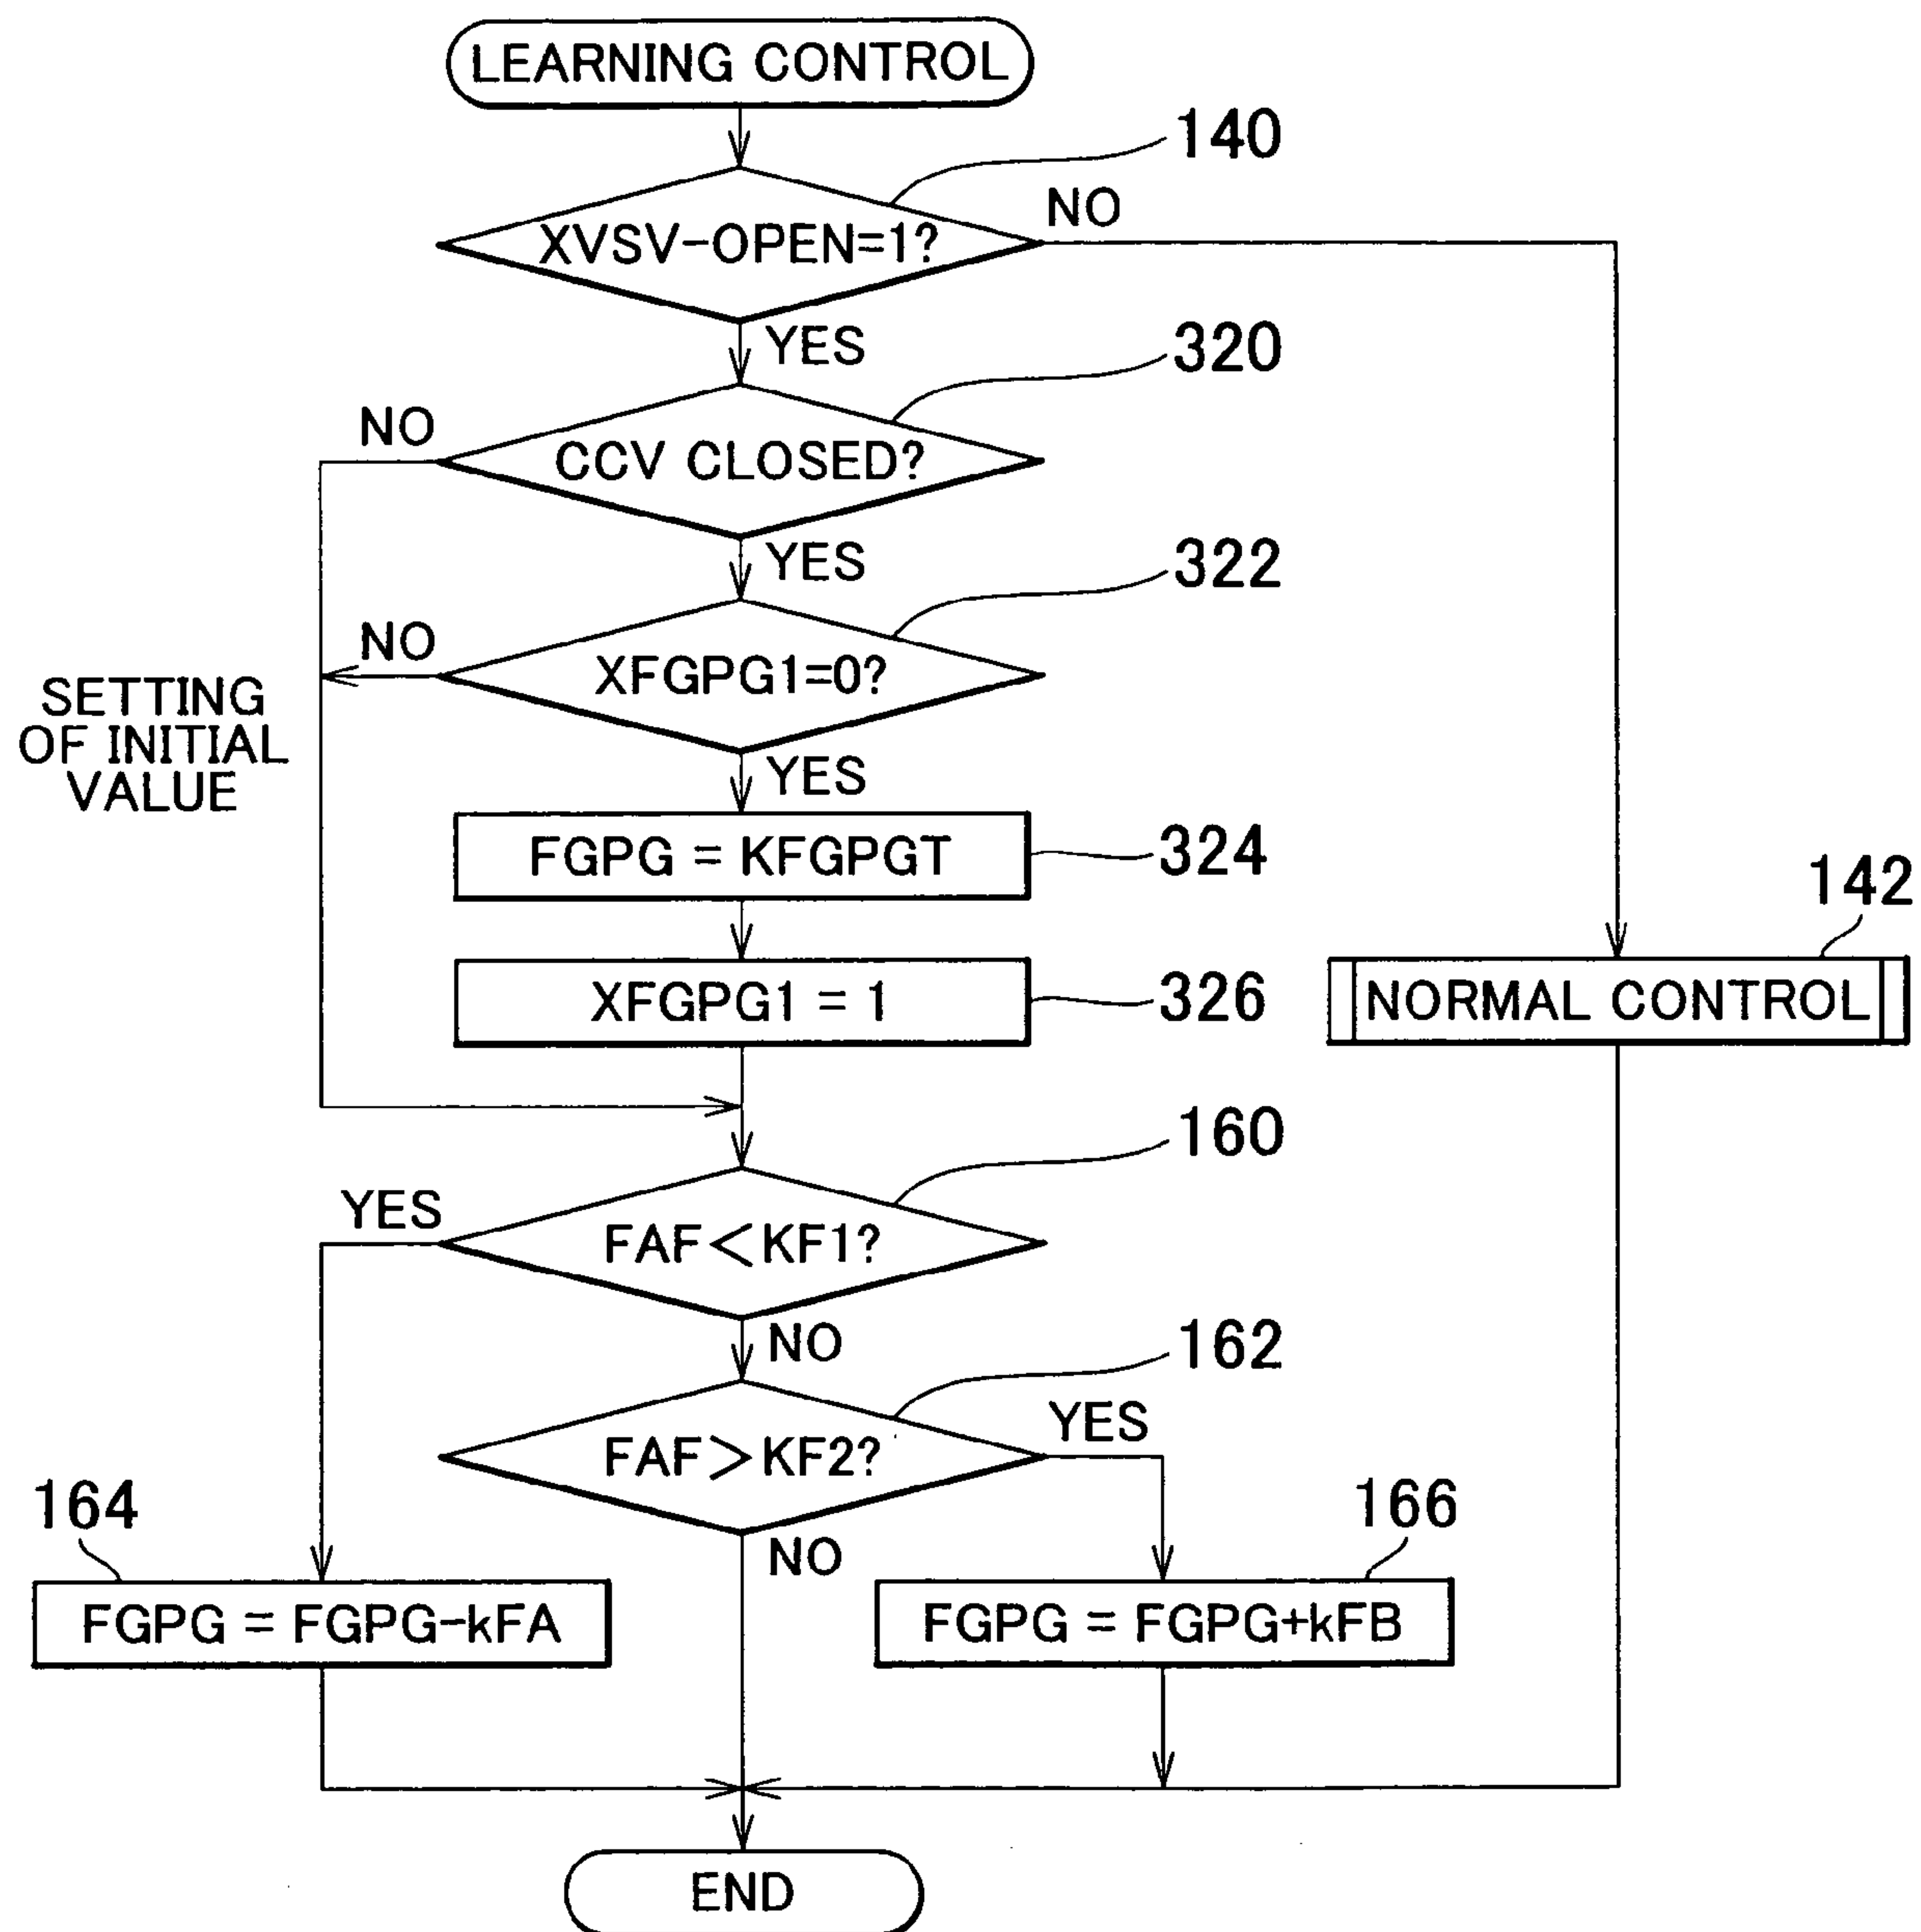 LEARNING CONTROL
140
XVSV-OPEN=1?
NO
YES
320
NO
CCV CLOSED?
YES
322
NO
XFGPG1=0?
SETTING
OF INITIAL
VALUE
YES
FGPG = KFGPGT
324
142
XFGPG1 = 1
326
NORMAL CONTROL
160
YES
FAF<KF1?
NO
162
YES
FAF>KF2?
164
166
NO
FGPG = FGPG-kFA
FGPG = FGPG+kFB
END